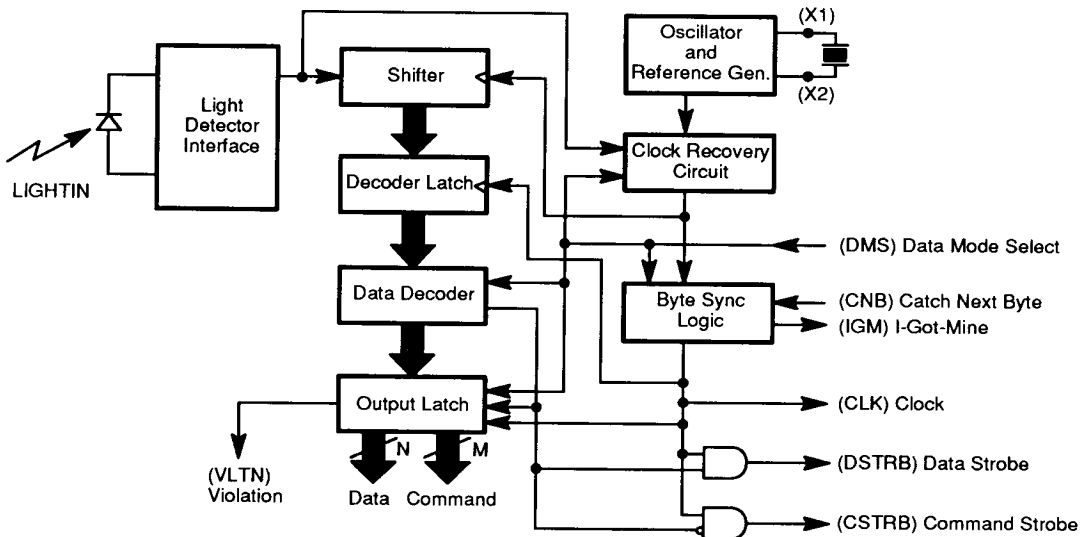 (X1)
Oscillator
and
Reference Gen.
(X2)
Shifter
Light
Detector
Interface
LIGHTIN
Clock Recovery
Circuit
Decoder Latch
(DMS) Data Mode Select
Data Decoder
Byte Sync
Logic
(CNB) Catch Next Byte
(IGM) I-Got-Mine
Output Latch
(CLK) Clock
N
M
(VLTN)
Violation
Data
Command
(DSTRB) Data Strobe
(CSTRB) Command Strobe